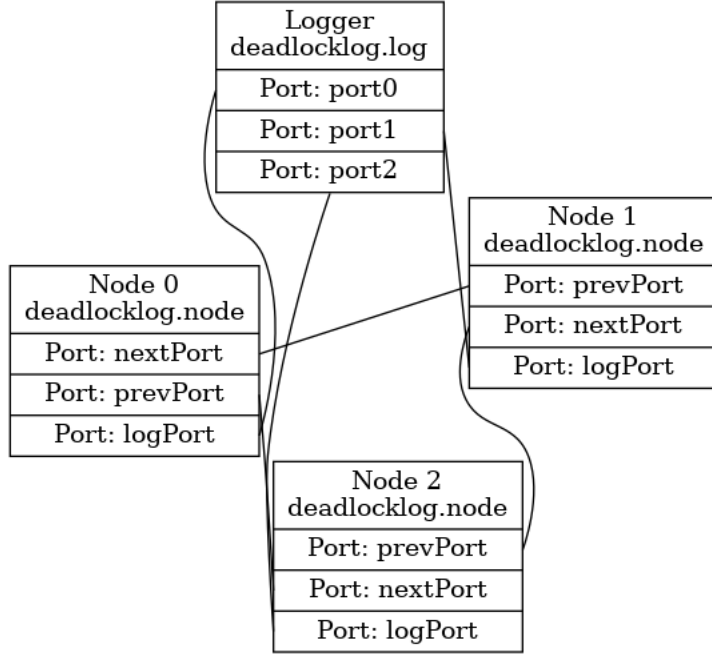 Logger
deadlocklog.log
Port: port0
Port: port1
Port: port2
Node 1
deadlocklog.node
Port: prevPort
Port: nextPort
Port: logPort
Node 0
deadlocklog.node
Port: nextPort
Port: prevPort
Port: logPort
Node 2
deadlocklog.node
Port: prevPort
Port: nextPort
Port: logPort